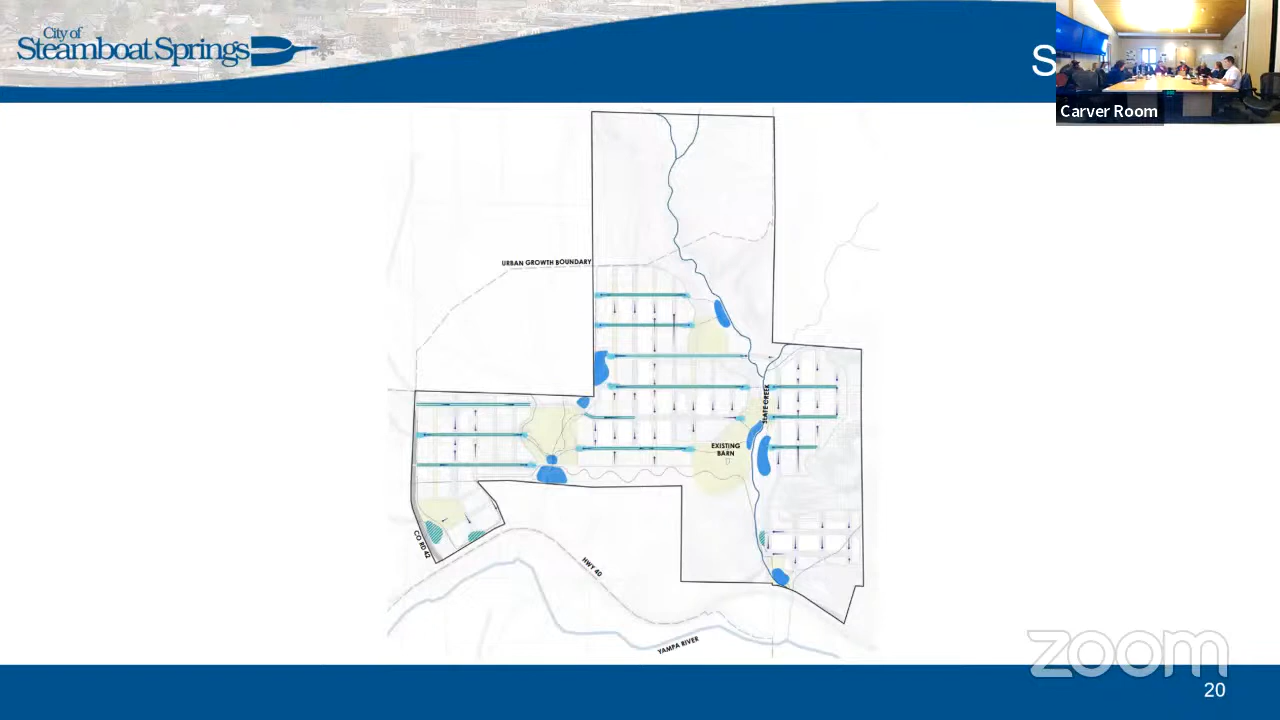 City of
Steamboat Springs
S
Carver Room
URBAN GROWTH BOUNDARY
SLATE CREEK
EXISTING
BARN
CO RD 42
HWY 40
YAMPA RIVER
zoom
20